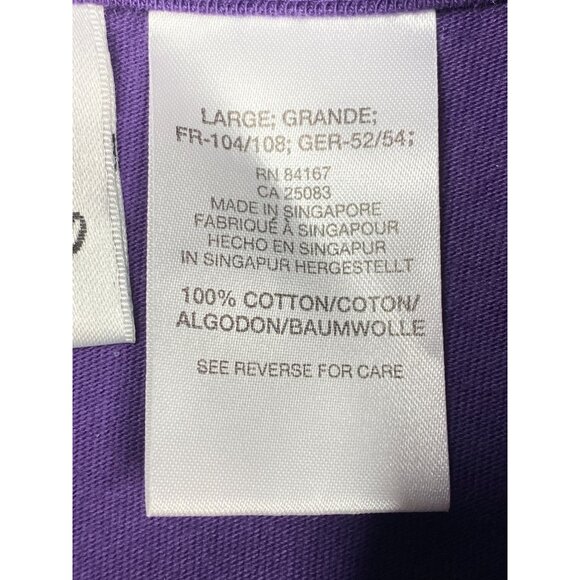 LARGE; GRANDE;
FR-104/108; GER-52/54;
RN 84167
CA 25083
MADE IN SINGAPORE
FABRIQUÉ À SINGAPOUR
HECHO EN SINGAPUR
IN SINGAPUR HERGESTELLT
100% COTTON/COTON/
ALGODON/BAUMWOLLE
SEE REVERSE FOR CARE